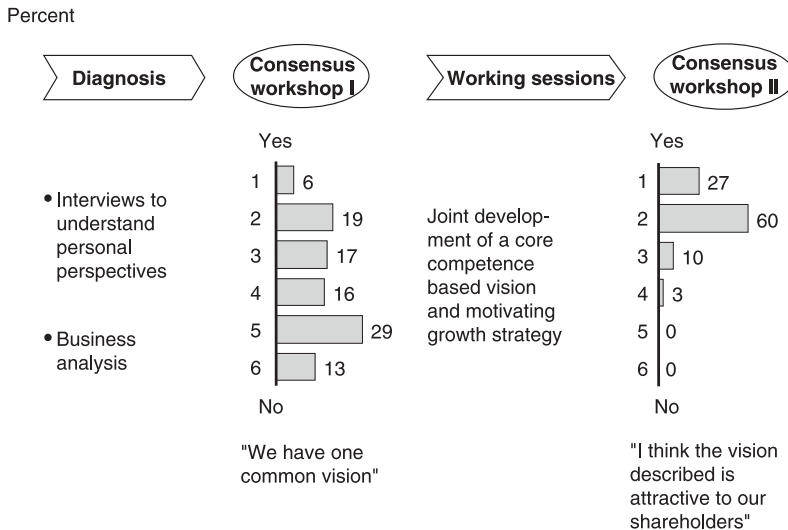 Percent
Diagnosis
Consensus
workshop I
Working sessions
Consensus
workshop II
• Interviews to
understand
personal
perspectives
• Business
analysis
Yes
1 6
2 19
3 17
4 16
5 29
6 13
No
"We have one
common vision"
Joint develop-
ment of a core
competence
based vision
and motivating
growth strategy
Yes
1 27
2 60
3 10
4 3
5 0
6 0
No
"I think the vision
described is
attractive to our
shareholders"